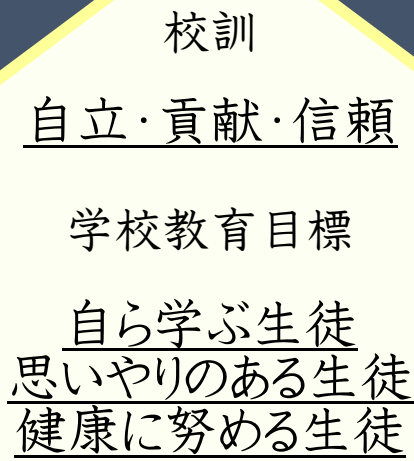 校訓
自立・貢献・信頼
学校教育目標
自ら学ぶ生徒
思いやりのある生徒
健康に努める生徒